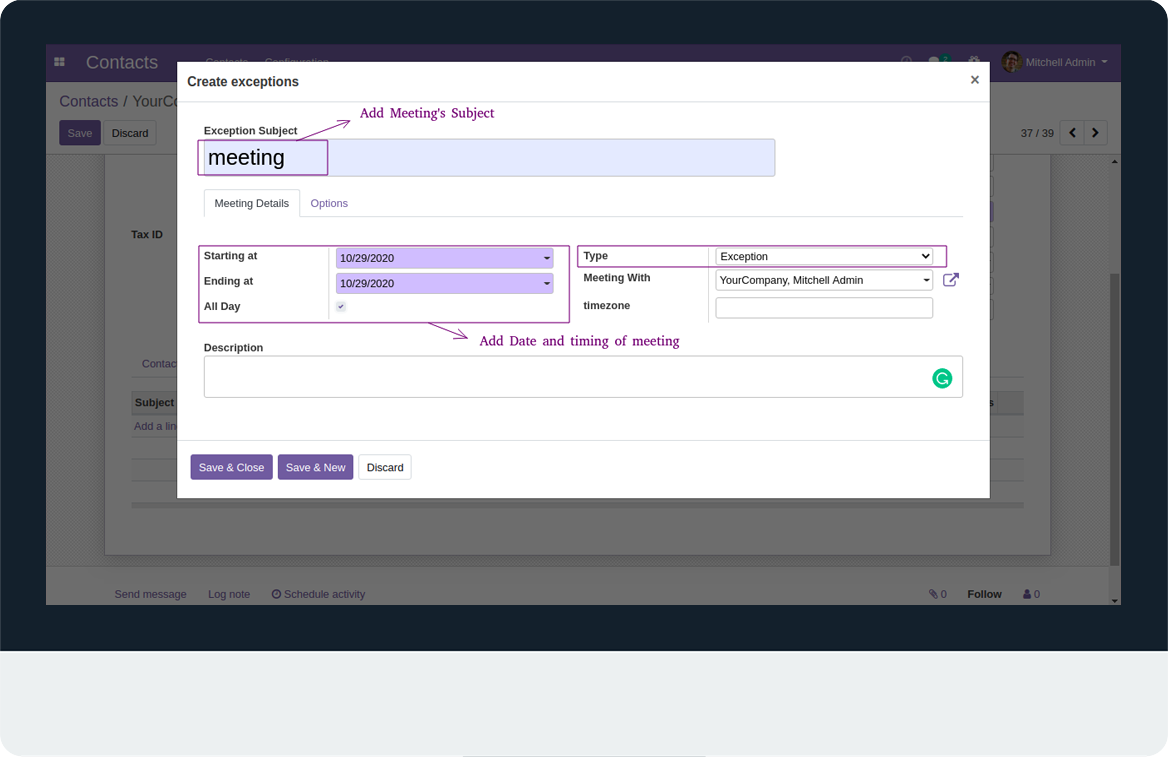 Contacts
Contacts Configuration
2
Mitchell Admin
Create exceptions
×
Contacts / YourCo
Save
Discard
37 / 39
Add Meeting's Subject
Exception Subject
meeting
Meeting Details
Options
Tax ID
Starting at
10/29/2020
Ending at
10/29/2020
All Day
Type
Exception
Meeting With
YourCompany, Mitchell Admin
timezone
Add Date and timing of meeting
Description
Contac
Subject
s
Add a lin
Save & Close
Save & New
Discard
Send message
Log note
Schedule activity
0
Follow
0